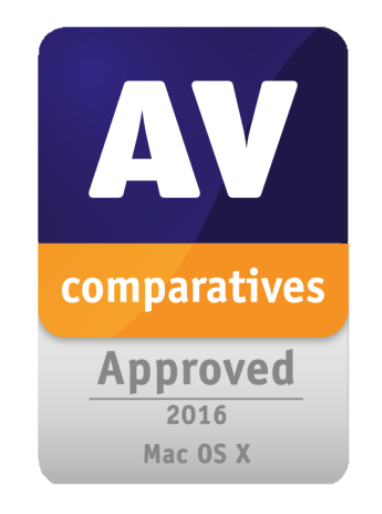 AV
comparatives
Approved
2016
Mac OS X